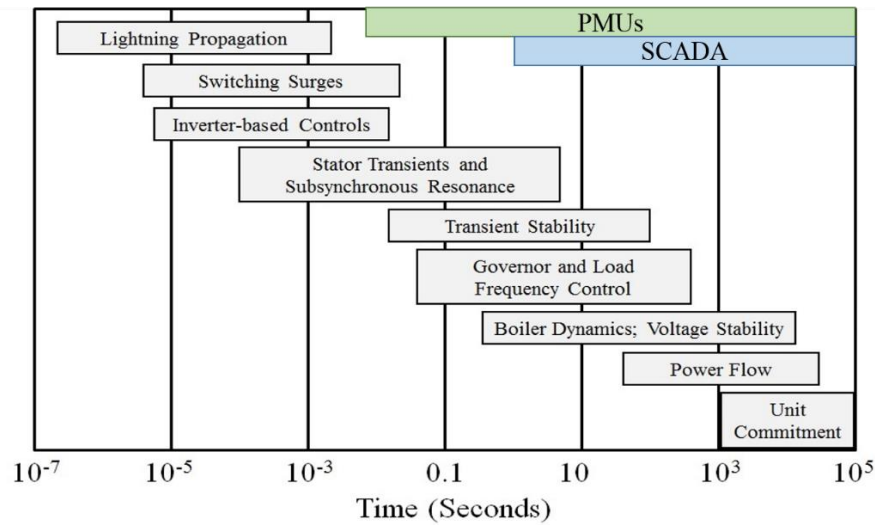 PMUs
Lightning Propagation
SCADA
Switching Surges
Inverter-based Controls
Stator Transients and
Subsynchronous Resonance
Transient Stability
Governor and Load
Frequency Control
Boiler Dynamics; Voltage Stability
Power Flow
Unit
Commitment
10⁻⁷ 10⁻⁵ 10⁻³ 0.1 10 10³ 10⁵
Time (Seconds)